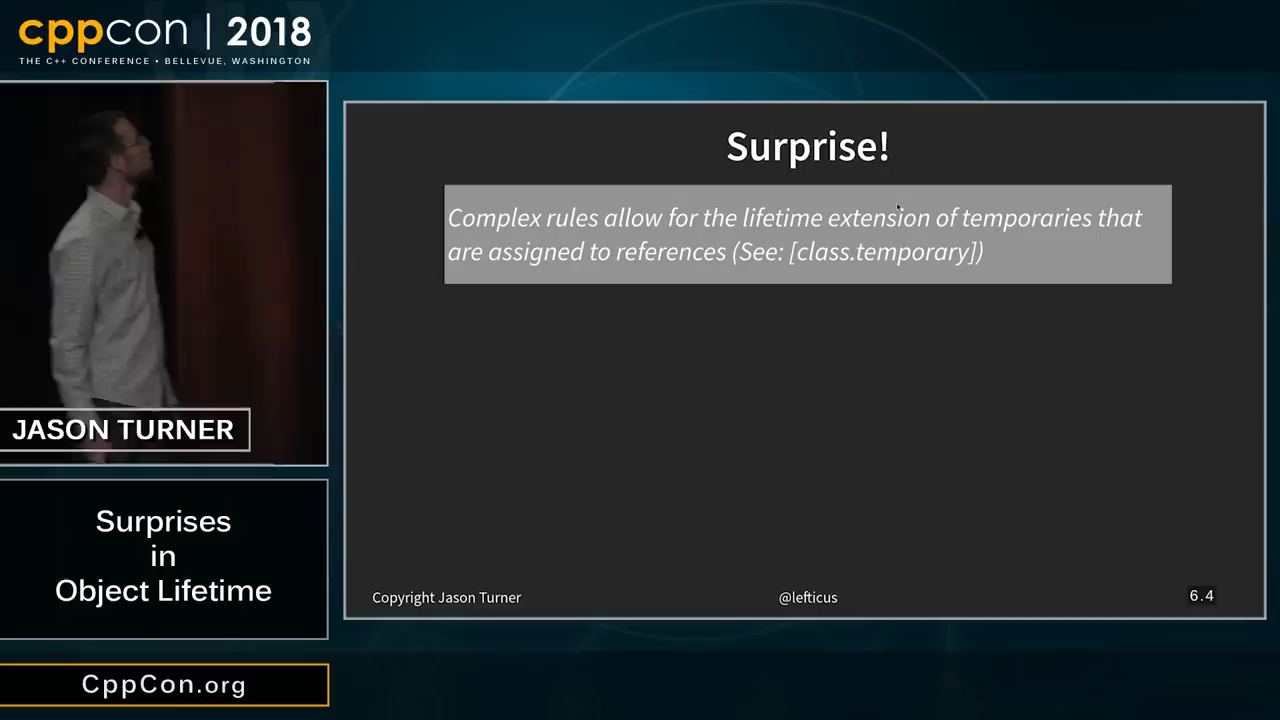 cppcon | 2018
THE C++ CONFERENCE • BELLEVUE, WASHINGTON
JASON TURNER
Surprises
in
Object Lifetime
CppCon.org
Surprise!
Complex rules allow for the lifetime extension of temporaries that
are assigned to references (See: [class.temporary])
Copyright Jason Turner
@lefticus
6.4